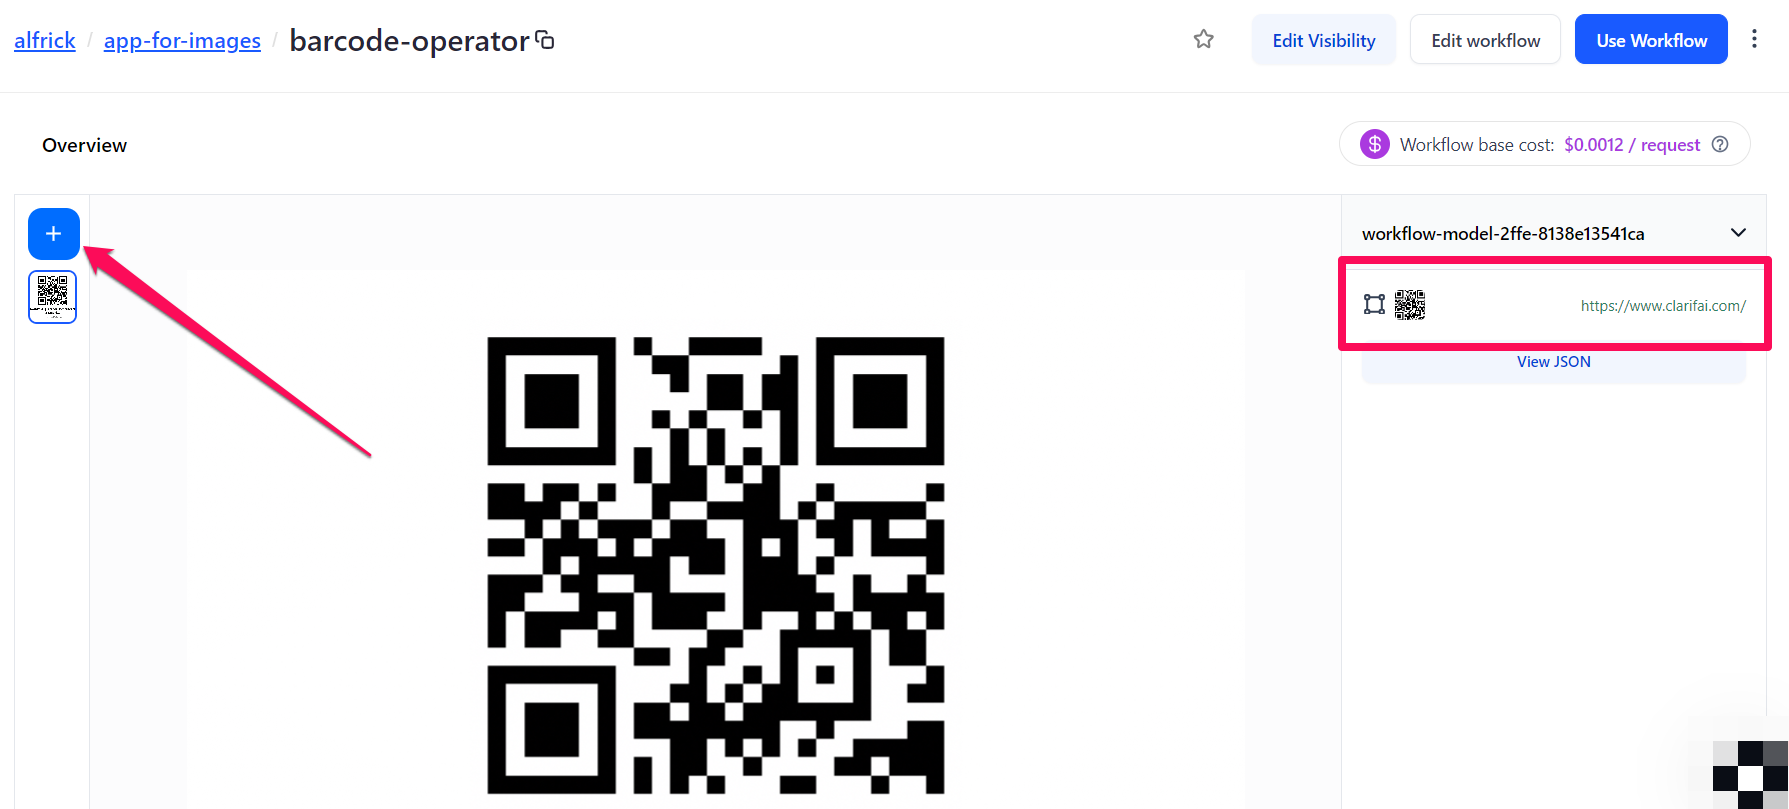 alfrick / app-for-images / barcode-operator
Edit Visibility
Edit workflow
Use Workflow
Overview
$ Workflow base cost: $0.0012 / request ?
+
workflow-model-2ffe-8138e13541ca
https://www.clarifai.com/
View JSON